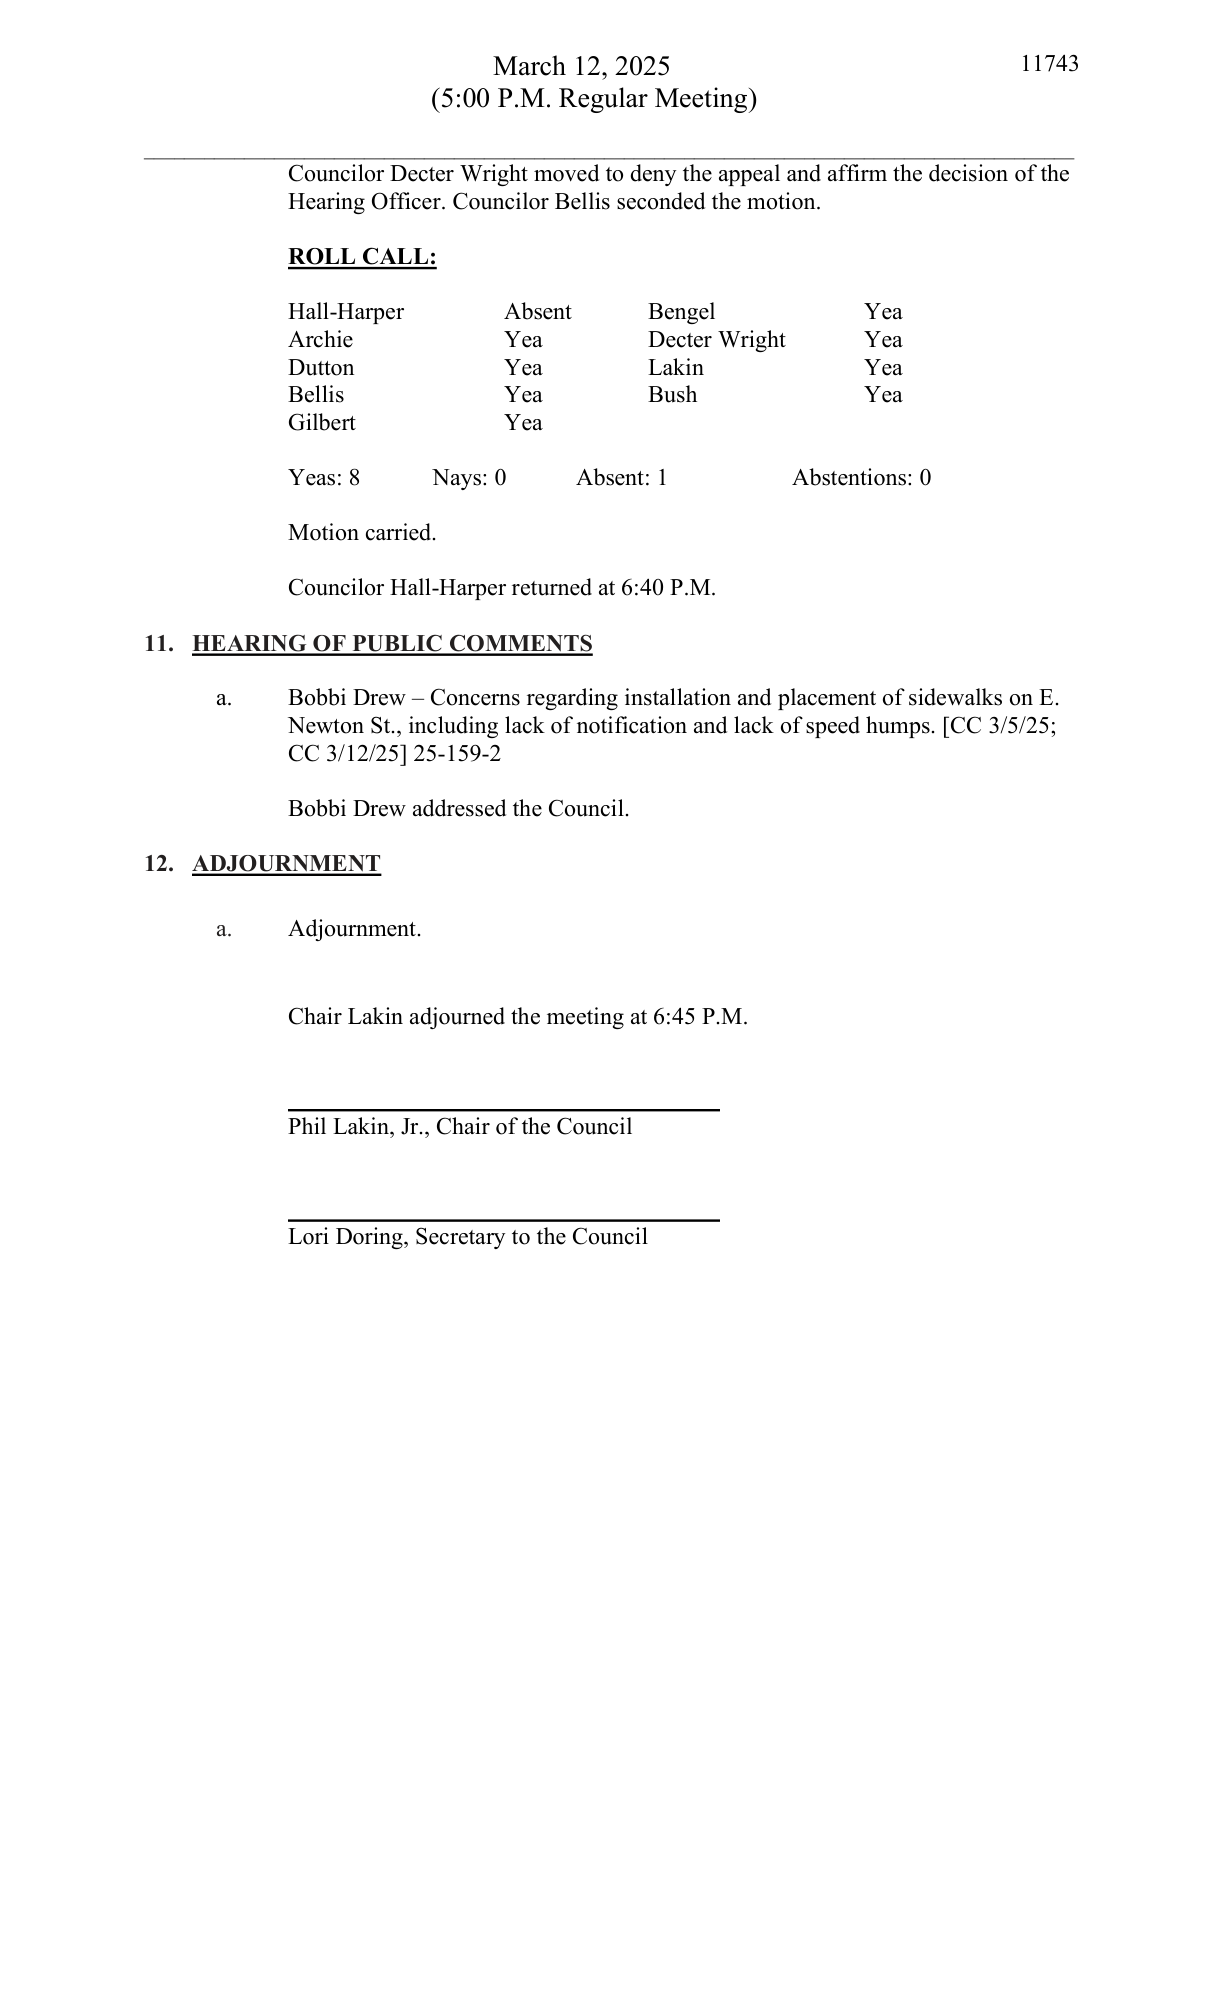 March 12, 2025 11743
(5:00 P.M. Regular Meeting)
Councilor Decter Wright moved to deny the appeal and affirm the decision of the
Hearing Officer. Councilor Bellis seconded the motion.
ROLL CALL:
Hall-Harper Absent Bengel Yea
Archie Yea Decter Wright Yea
Dutton Yea Lakin Yea
Bellis Yea Bush Yea
Gilbert Yea
Yeas: 8 Nays: 0 Absent: 1 Abstentions: 0
Motion carried.
Councilor Hall-Harper returned at 6:40 P.M.
11. HEARING OF PUBLIC COMMENTS
a. Bobbi Drew – Concerns regarding installation and placement of sidewalks on E.
Newton St., including lack of notification and lack of speed humps. [CC 3/5/25;
CC 3/12/25] 25-159-2
Bobbi Drew addressed the Council.
12. ADJOURNMENT
a. Adjournment.
Chair Lakin adjourned the meeting at 6:45 P.M.
Phil Lakin, Jr., Chair of the Council
Lori Doring, Secretary to the Council